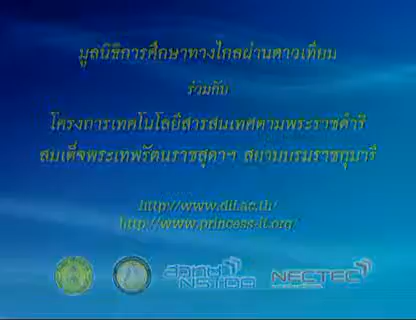 มูลนิธิการศึกษาทางไกลผ่านดาวเทียม
ร่วมกับ
โครงการเทคโนโลยีสารสนเทศตามพระราชดำริ
สมเด็จพระเทพรัตนราชสุดาฯ สยามบรมราชกุมารี
http://www.dlf.ac.th/
http://www.princess-it.org/
สวทช NECTEC
NSTDA